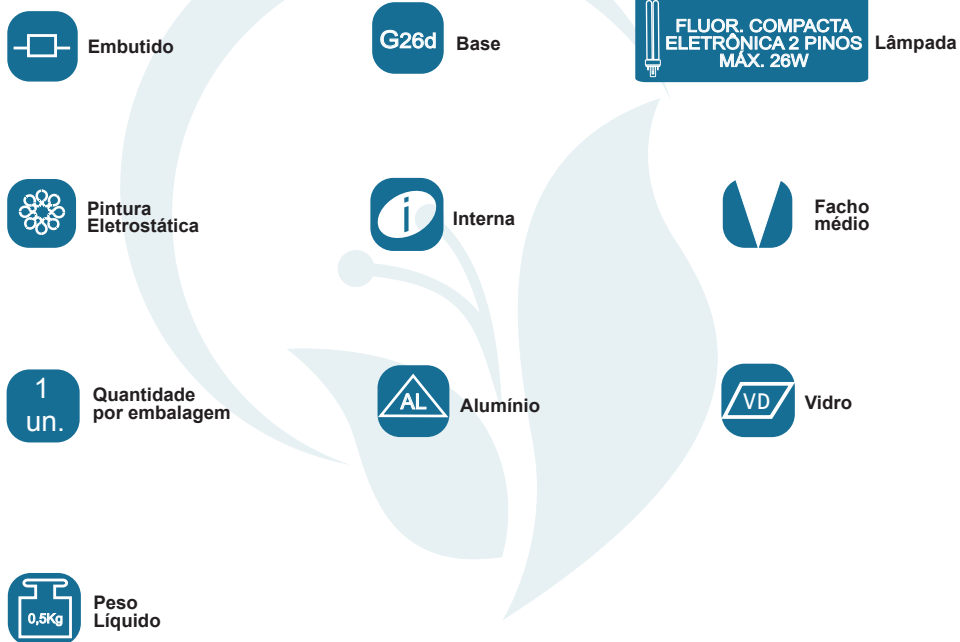 Embutido
G26d
Base
FLUOR. COMPACTA
ELETRÔNICA 2 PINOS
MÁX. 26W
Lâmpada
Pintura
Eletrostática
i
Interna
Facho
médio
1
un.
Quantidade
por embalagem
AL
Alumínio
VD
Vidro
0,5Kg
Peso
Líquido